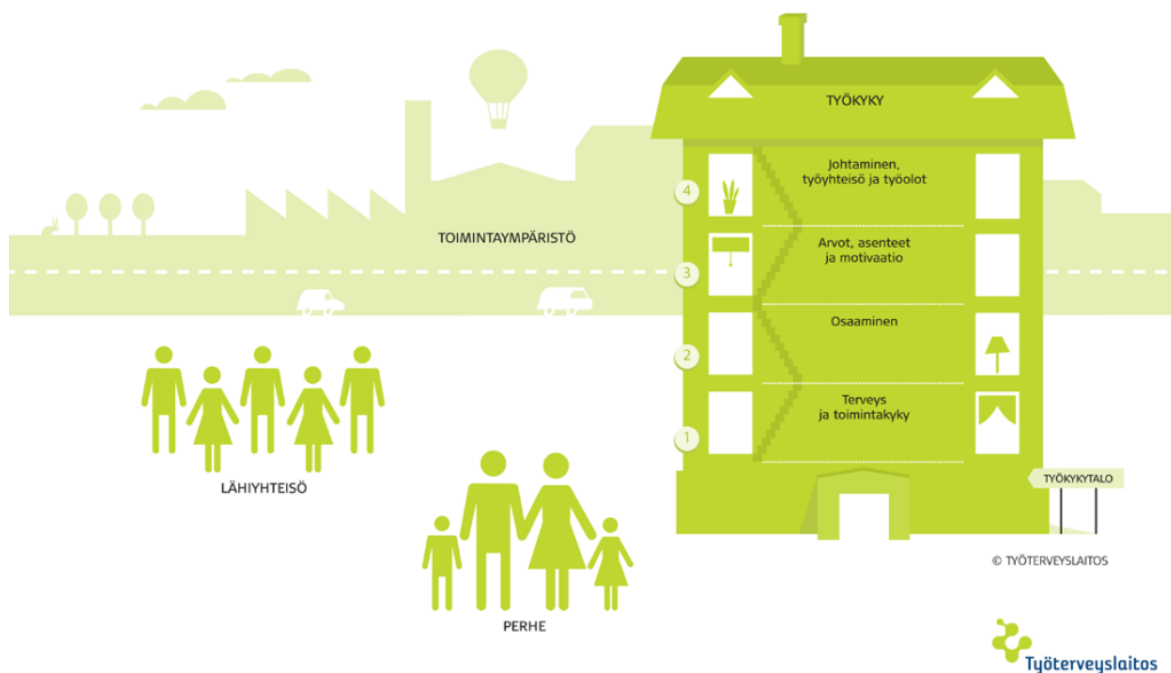 TYÖKYKY
4
Johtaminen,
työyhteisö ja työolot
TOIMINTAYMPÄRISTÖ
3
Arvot, asenteet
ja motivaatio
2
Osaaminen
1
Terveys
ja toimintakyky
LÄHIYHTEISÖ
TYÖKYKYTALO
© TYÖTERVEYSLAITOS
PERHE
Työterveyslaitos